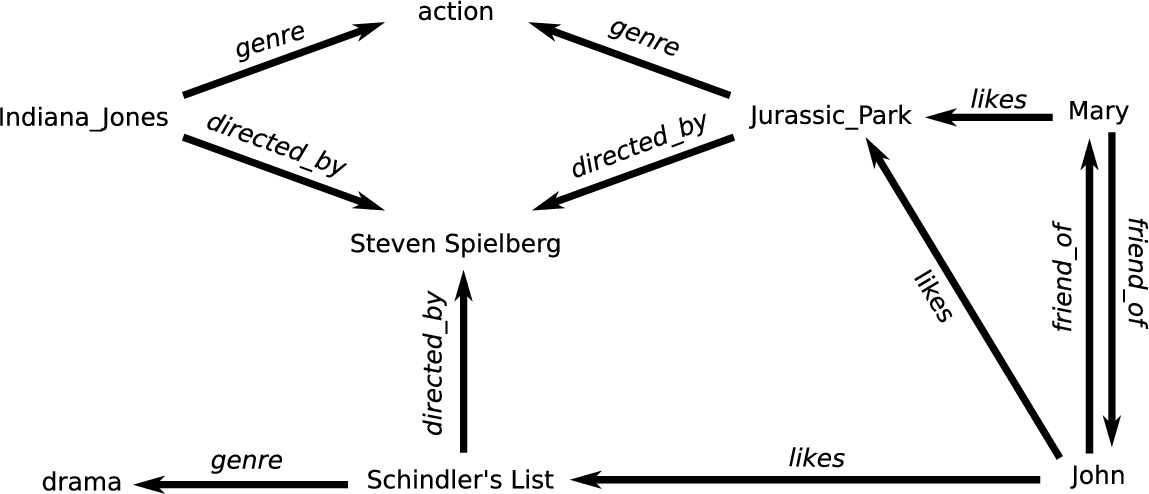 action
genre
genre
Indiana_Jones
Jurassic_Park
likes
Mary
directed_by
directed_by
Steven Spielberg
friend_of
friend_of
likes
directed_by
drama
genre
Schindler's List
likes
John